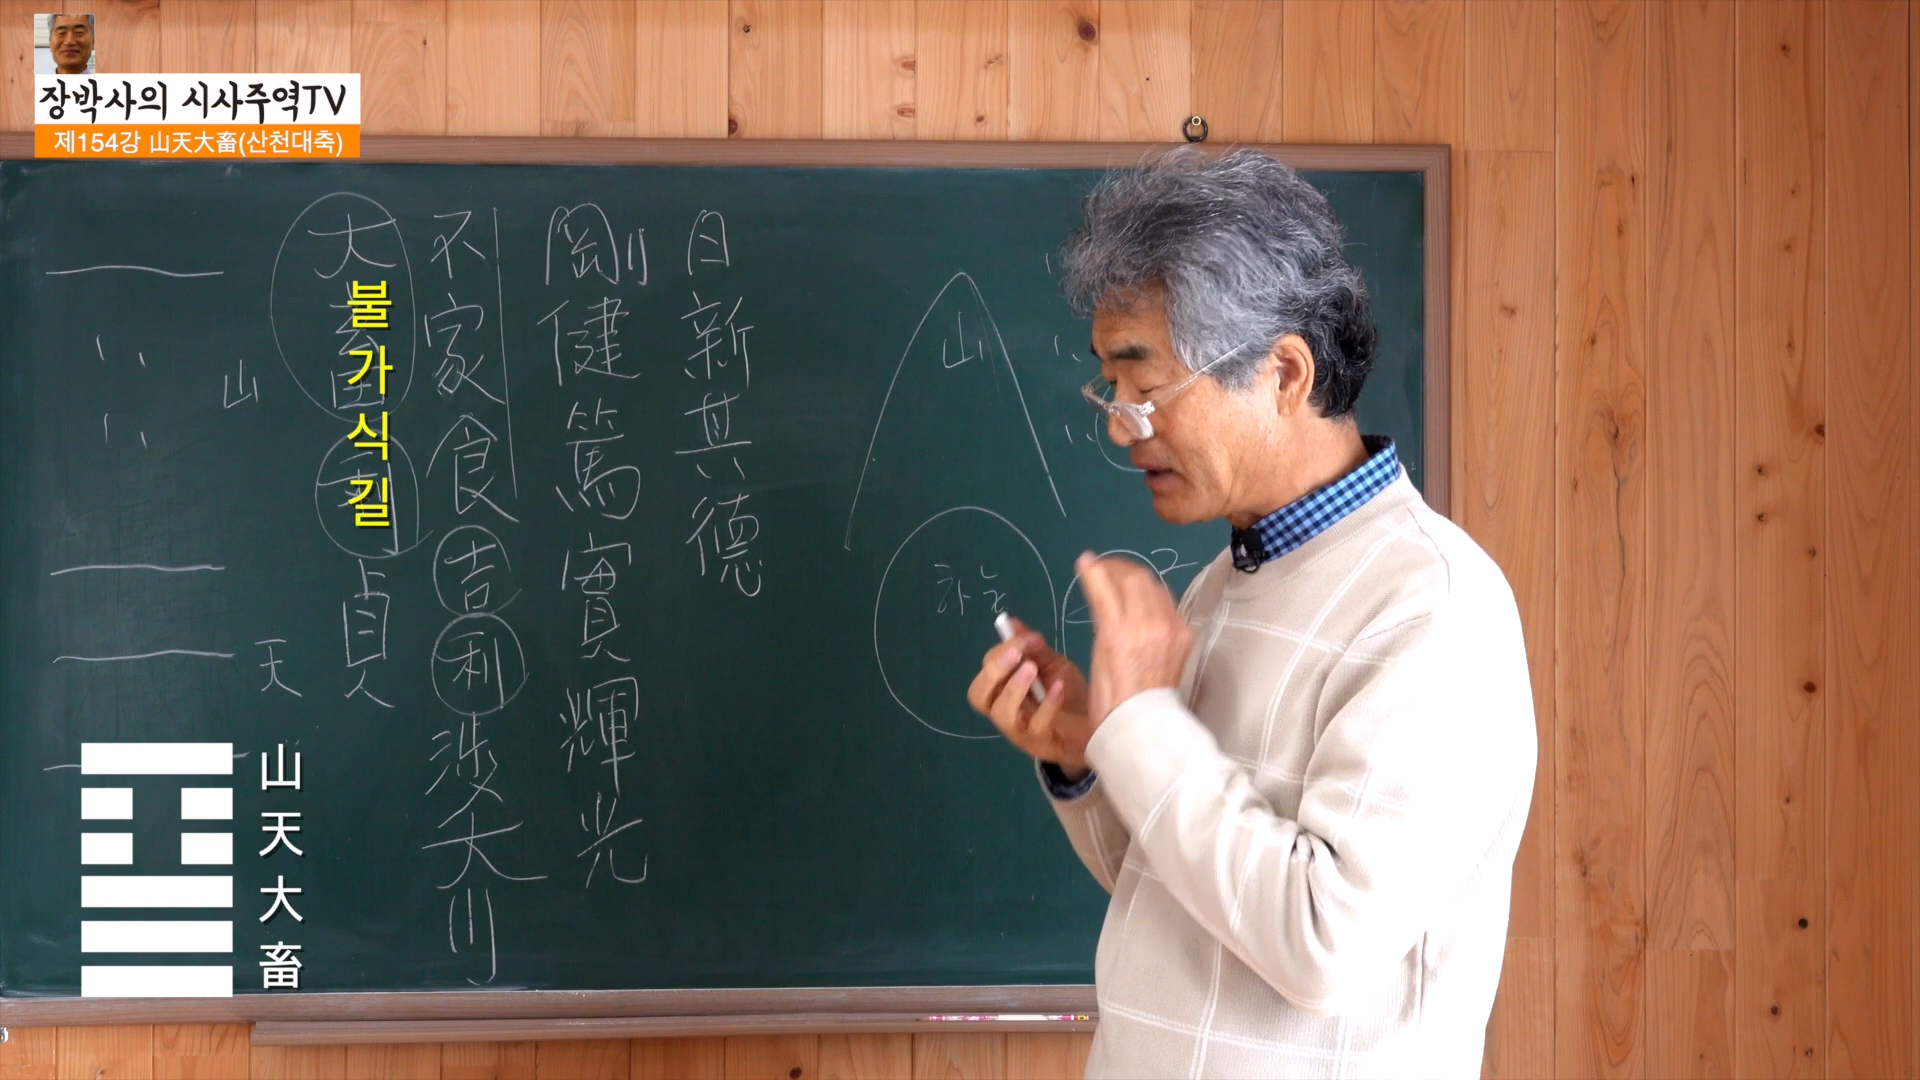 장박사의 시사주역TV
제154강 山天大畜(산천대축)
大畜利貞
不家食吉利涉大川
剛健篤實輝光
日新其德
불가식길
山
天
山
하늘
山天大畜